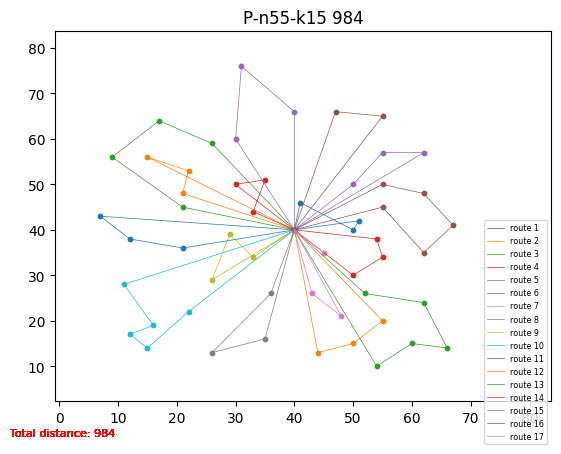 P-n55-k15 984
80
70
60
50
40
30
20
10
0 10 20 30 40 50 60 70 80
route 1
route 2
route 3
route 4
route 5
route 6
route 7
route 8
route 9
route 10
route 11
route 12
route 13
route 14
route 15
route 16
route 17
Total distance: 984